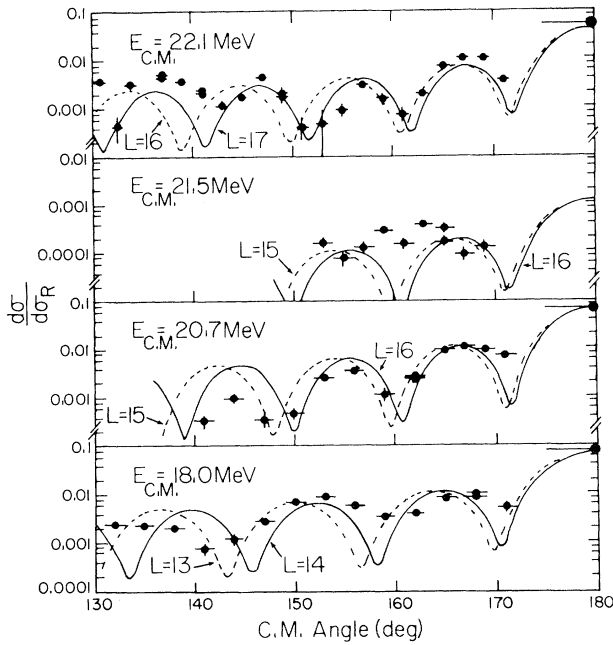 0.1
E_C.M. = 22.1 MeV
0.01
0.001
L=16
L=17
0.01
E_C.M. = 21.5 MeV
0.001
0.0001
L=15
L=16
dσ
dσ_R
0.1
E_C.M. = 20.7 MeV
L=16
0.01
0.001
L=15
0.1
E_C.M. = 18.0 MeV
0.01
0.001
L=13
L=14
0.0001
130 140 150 160 170 180
C.M. Angle (deg)